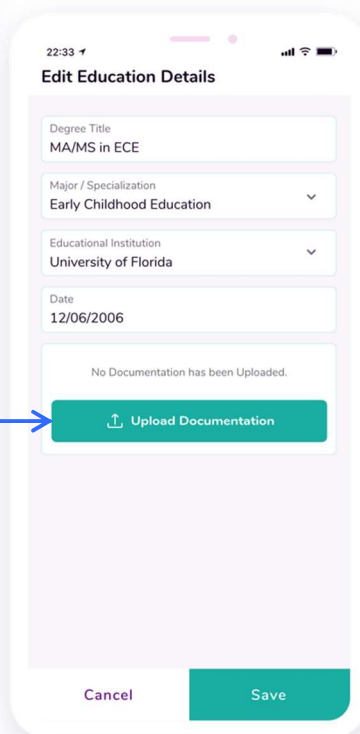 22:33
Edit Education Details
Degree Title
MA/MS in ECE
Major / Specialization
Early Childhood Education
Educational Institution
University of Florida
Date
12/06/2006
No Documentation has been Uploaded.
Upload Documentation
Cancel Save